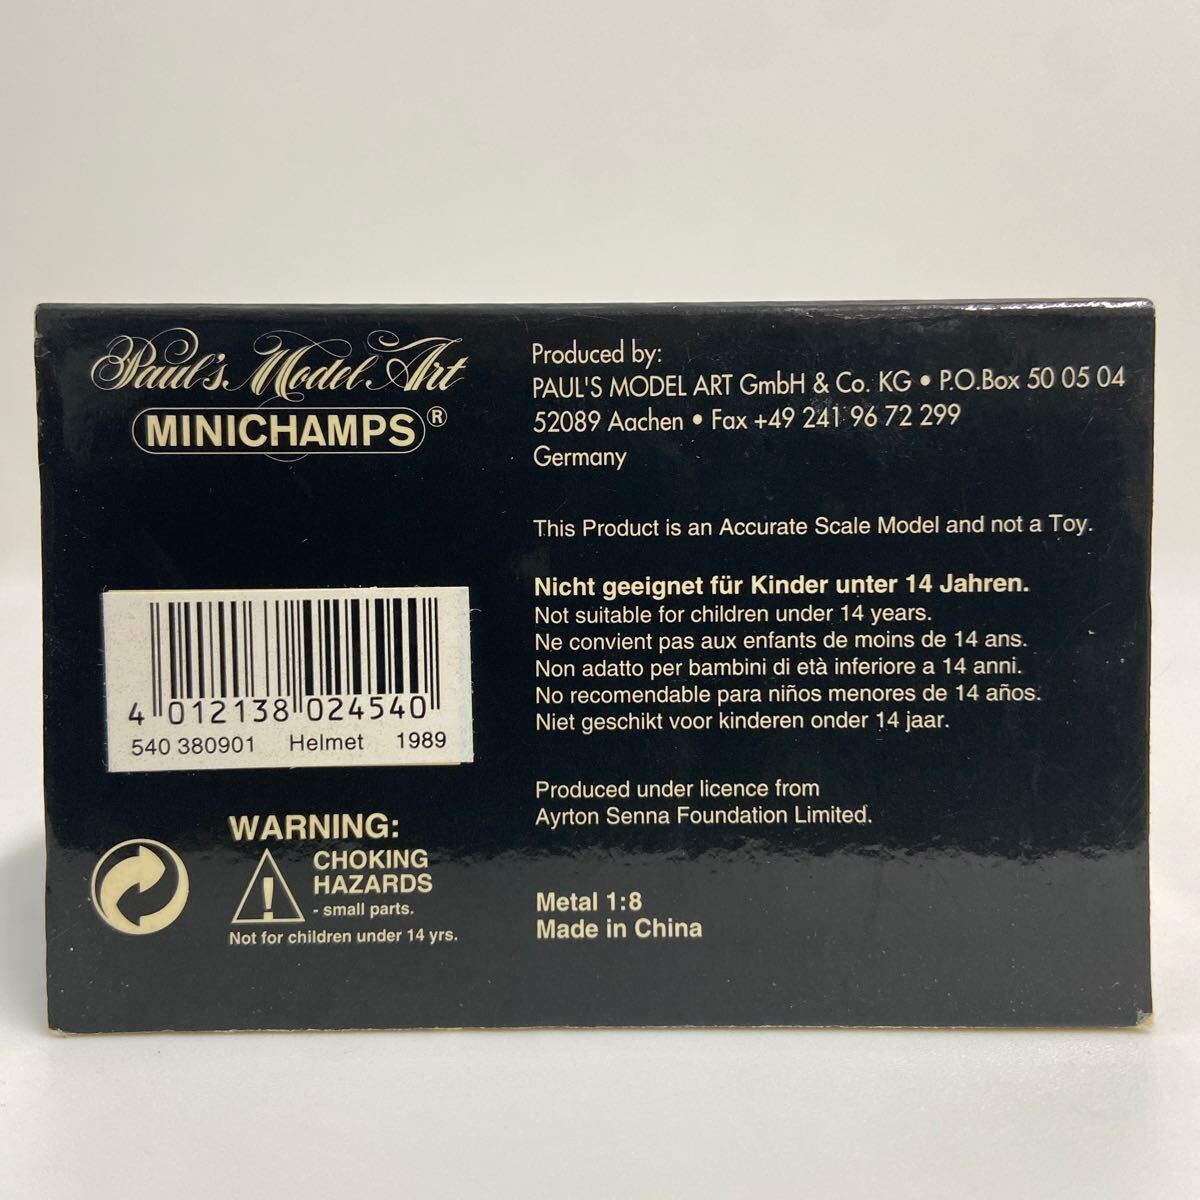 Paul's Model Art
MINICHAMPS®
Produced by:
PAUL'S MODEL ART GmbH & Co. KG • P.O.Box 50 05 04
52089 Aachen • Fax +49 241 96 72 299
Germany
This Product is an Accurate Scale Model and not a Toy.
Nicht geeignet für Kinder unter 14 Jahren.
Not suitable for children under 14 years.
Ne convient pas aux enfants de moins de 14 ans.
Non adatto per bambini di età inferiore a 14 anni.
No recomendable para niños menores de 14 años.
Niet geschikt voor kinderen onder 14 jaar.
4 012138 024540
540 380901 Helmet 1989
Produced under licence from
Ayrton Senna Foundation Limited.
WARNING:
CHOKING
HAZARDS
- small parts.
Not for children under 14 yrs.
Metal 1:8
Made in China